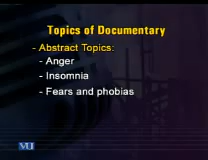 Topics of Documentary
- Abstract Topics:
- Anger
- Insomnia
- Fears and phobias
VU